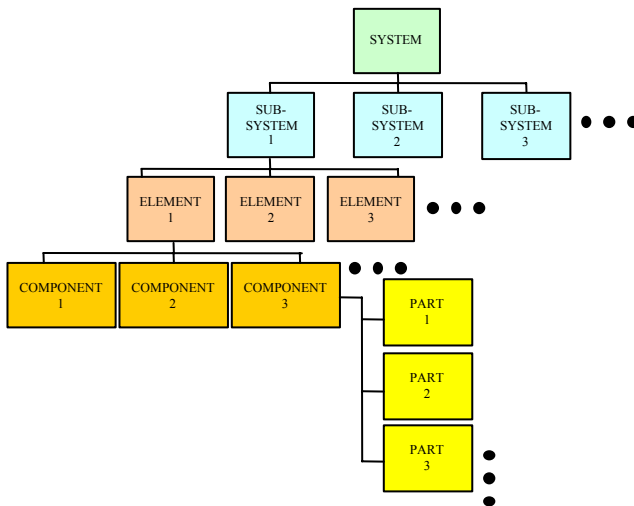 SYSTEM
SUB-
SYSTEM
1
SUB-
SYSTEM
2
SUB-
SYSTEM
3
ELEMENT
1
ELEMENT
2
ELEMENT
3
COMPONENT
1
COMPONENT
2
COMPONENT
3
PART
1
PART
2
PART
3